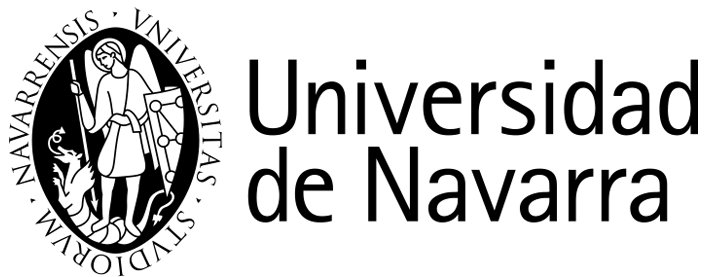 VNIVERSITAS · STVDIORVM · NAVARRENSIS ·
Universidad
de Navarra